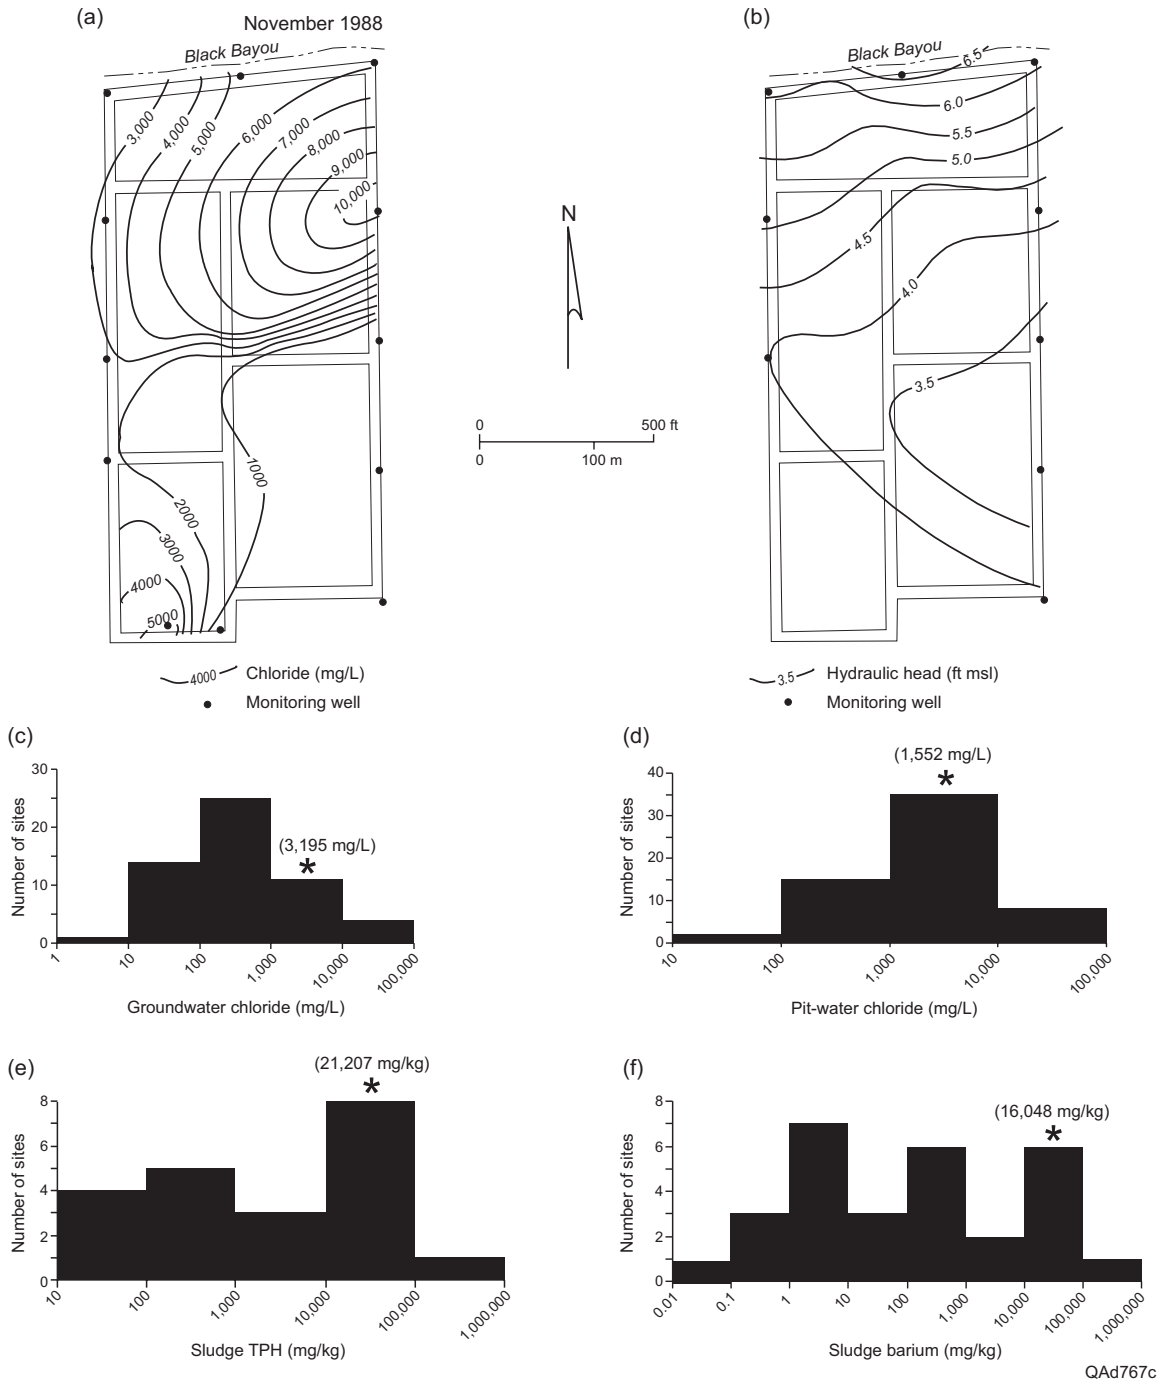 (a)
November 1988
Black Bayou
3,000
4,000
5,000
6,000
7,000
8,000
9,000
10,000
1000
2000
3000
4000
5000
4000 Chloride (mg/L)
Monitoring well
N
0 500 ft
0 100 m
(b)
Black Bayou
6.5
6.0
5.5
5.0
4.5
4.0
3.5
3.5 Hydraulic head (ft msl)
Monitoring well
(c)
Number of sites
30
20
10
0
(3,195 mg/L)
*
1 10 100 1,000 10,000 100,000
Groundwater chloride (mg/L)
(d)
Number of sites
40
30
20
10
0
(1,552 mg/L)
*
10 100 1,000 10,000 100,000
Pit-water chloride (mg/L)
(e)
Number of sites
8
6
4
2
0
(21,207 mg/kg)
*
10 100 1,000 10,000 100,000 1,000,000
Sludge TPH (mg/kg)
(f)
Number of sites
8
6
4
2
0
(16,048 mg/kg)
*
0.01 0.1 1 10 100 1,000 10,000 100,000 1,000,000
Sludge barium (mg/kg)
QAd767c